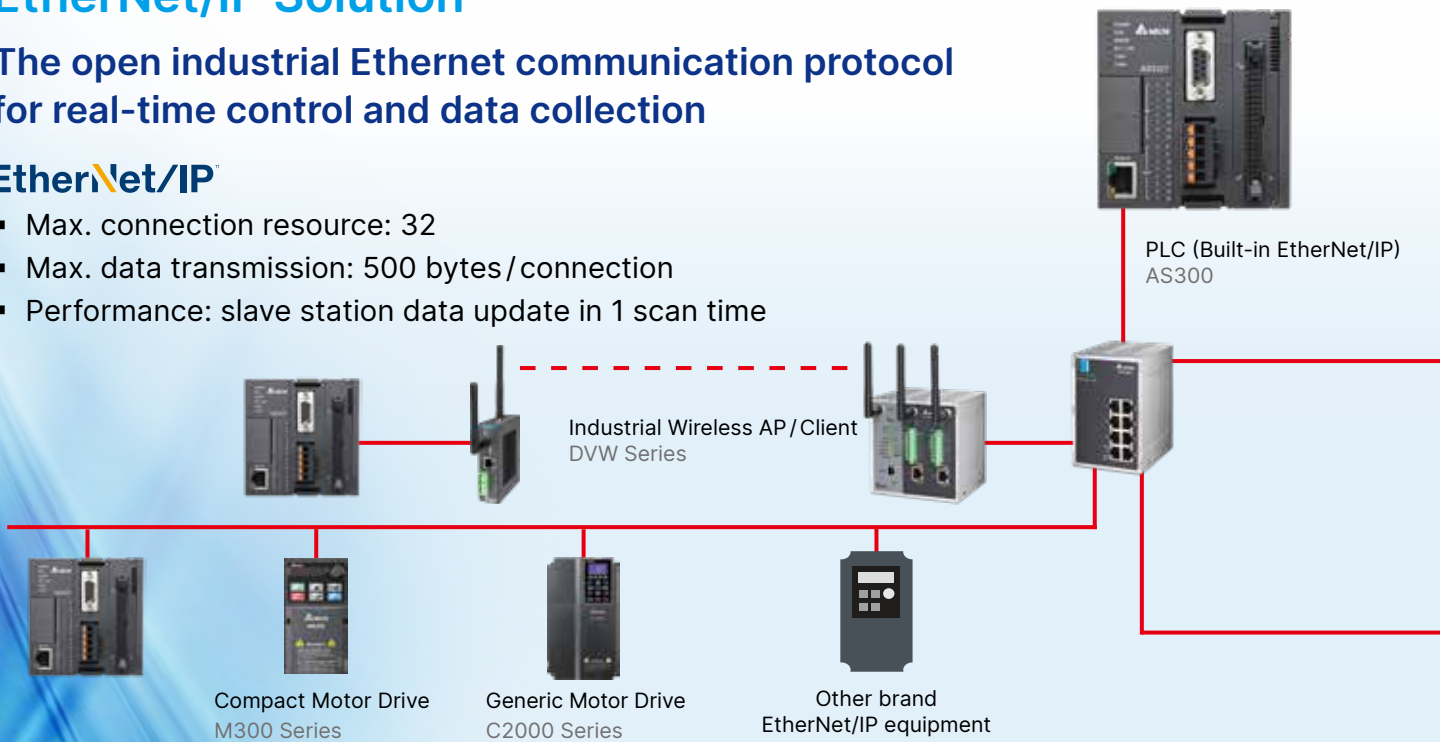 EtherNet/IP Solution
The open industrial Ethernet communication protocol
for real-time control and data collection
EtherNet/IP™
▪ Max. connection resource: 32
▪ Max. data transmission: 500 bytes/connection
▪ Performance: slave station data update in 1 scan time
PLC (Built-in EtherNet/IP)
AS300
Industrial Wireless AP/Client
DVW Series
Compact Motor Drive
M300 Series
Generic Motor Drive
C2000 Series
Other brand
EtherNet/IP equipment